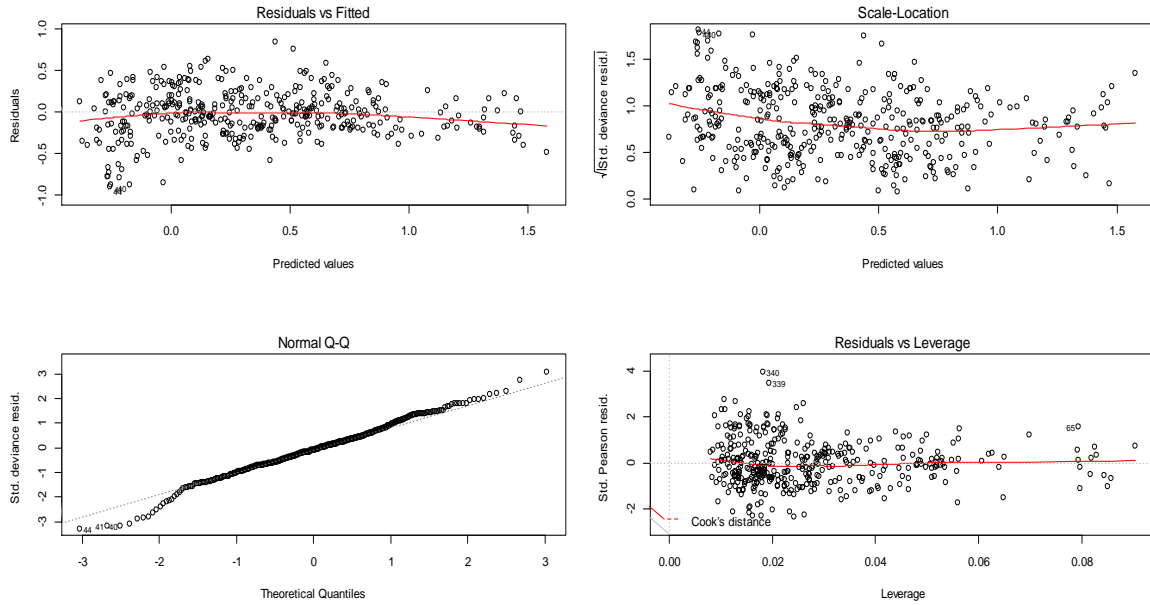 Residuals vs Fitted
Residuals
-1.0 -0.5 0.0 0.5 1.0
44
0.0 0.5 1.0 1.5
Predicted values
Scale-Location
√|Std. deviance resid.|
0.0 0.5 1.0 1.5
0.0 0.5 1.0 1.5
Predicted values
Normal Q-Q
Std. deviance resid.
-3 -2 -1 0 1 2 3
44 41 40
-3 -2 -1 0 1 2 3
Theoretical Quantiles
Residuals vs Leverage
Std. Pearson resid.
-2 0 2 4
340
339
65
Cook's distance
0.00 0.02 0.04 0.06 0.08
Leverage